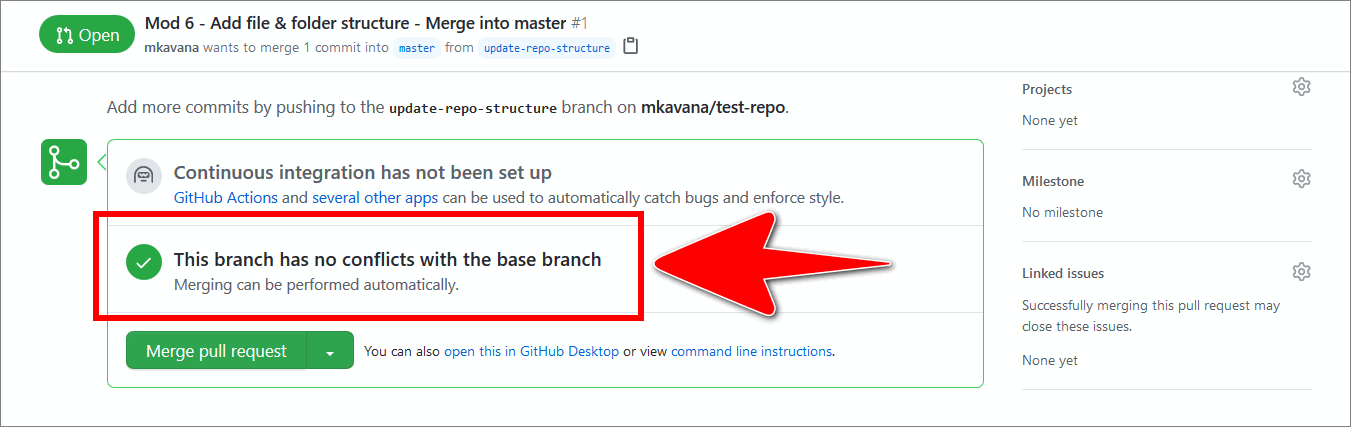 Open
Mod 6 - Add file & folder structure - Merge into master #1
mkavana wants to merge 1 commit into master from update-repo-structure
Add more commits by pushing to the update-repo-structure branch on mkavana/test-repo.
Continuous integration has not been set up
GitHub Actions and several other apps can be used to automatically catch bugs and enforce style.
This branch has no conflicts with the base branch
Merging can be performed automatically.
Merge pull request
You can also open this in GitHub Desktop or view command line instructions.
Projects
None yet
Milestone
No milestone
Linked issues
Successfully merging this pull request may
close these issues.
None yet